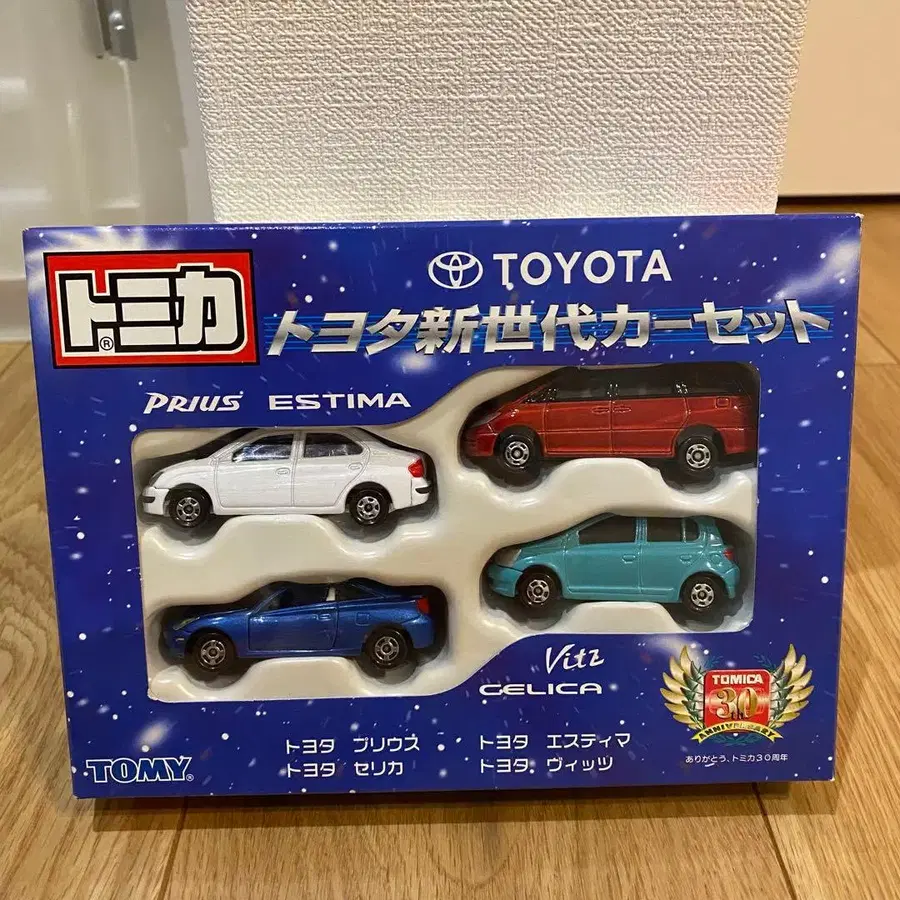 トミカ®
TOYOTA
トヨタ新世代カーセット
PRIUS ESTIMA
Vitz
CELICA
トヨタ プリウス トヨタ エスティマ
トヨタ セリカ トヨタ ヴィッツ
TOMY®
TOMICA
30
ANNIVERSARY
ありがとう、トミカ30周年